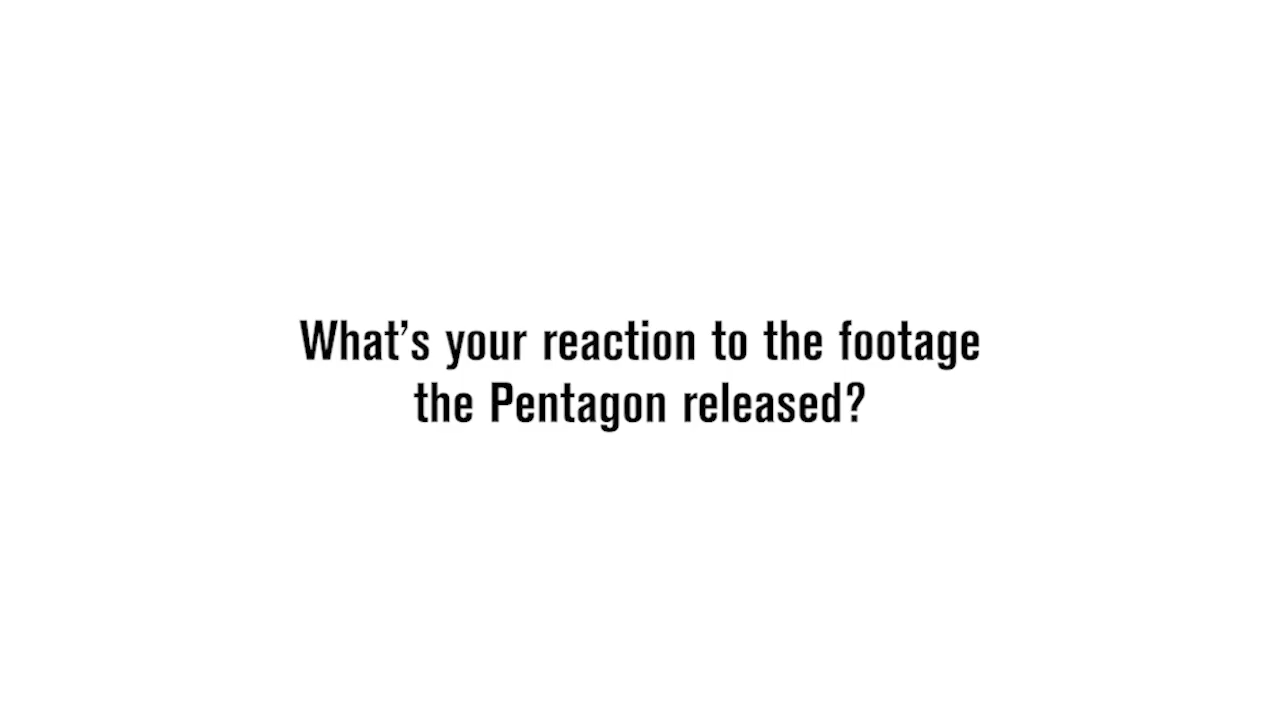 What’s your reaction to the footage
the Pentagon released?